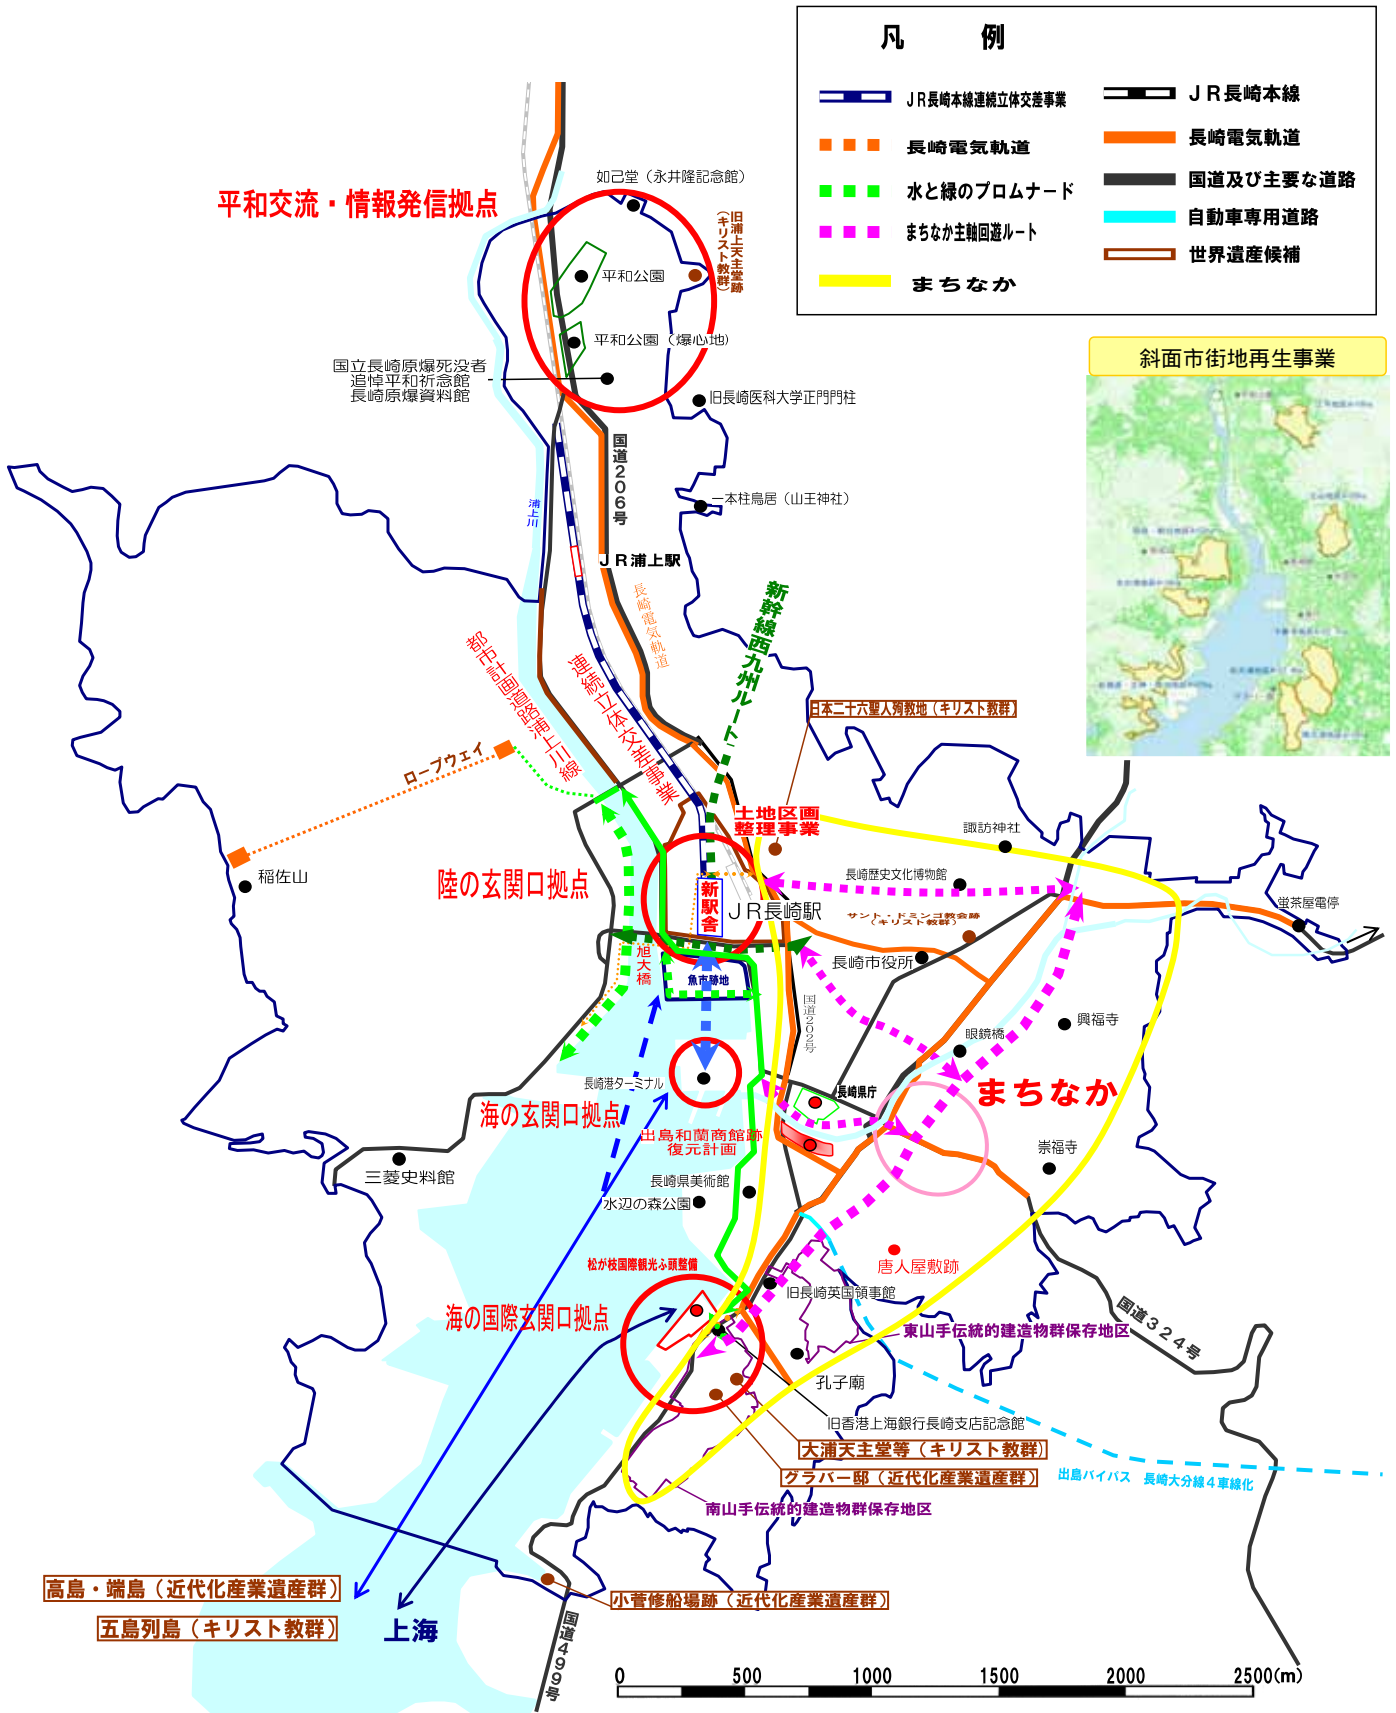 凡　例
ＪＲ長崎本線連続立体交差事業
長崎電気軌道
水と緑のプロムナード
まちなか主軸回遊ルート
まちなか
ＪＲ長崎本線
長崎電気軌道
国道及び主要な道路
自動車専用道路
世界遺産候補
斜面市街地再生事業
平和交流・情報発信拠点
如己堂（永井隆記念館）
旧浦上天主堂跡
（キリスト教群）
平和公園
平和公園（爆心地）
国立長崎原爆死没者
追悼平和祈念館
長崎原爆資料館
旧長崎医科大学正門門柱
国道２０６号
一本柱鳥居（山王神社）
浦上川
ＪＲ浦上駅
長崎電気軌道
新幹線西九州ルート
都市計画道路浦上川線
連続立体交差事業
日本二十六聖人殉教地（キリスト教群）
ロープウェイ
土地区画
整理事業
諏訪神社
稲佐山
陸の玄関口拠点
長崎歴史文化博物館
新駅舎
ＪＲ長崎駅
サント・ドミンゴ教会跡
（キリスト教群）
蛍茶屋電停
旭大橋
長崎市役所
魚市跡地
国道２０２号
興福寺
眼鏡橋
長崎港ターミナル
長崎県庁
まちなか
海の玄関口拠点
出島和蘭商館跡
復元計画
崇福寺
三菱史料館
長崎県美術館
水辺の森公園
唐人屋敷跡
松が枝国際観光ふ頭整備
旧長崎英国領事館
海の国際玄関口拠点
東山手伝統的建造物群保存地区
国道３２４号
孔子廟
旧香港上海銀行長崎支店記念館
大浦天主堂等（キリスト教群）
グラバー邸（近代化産業遺産群）
出島バイパス　長崎大分線４車線化
南山手伝統的建造物群保存地区
高島・端島（近代化産業遺産群）
小菅修船場跡（近代化産業遺産群）
五島列島（キリスト教群）
上海
国道４９９号
0 500 1000 1500 2000 2500(m)